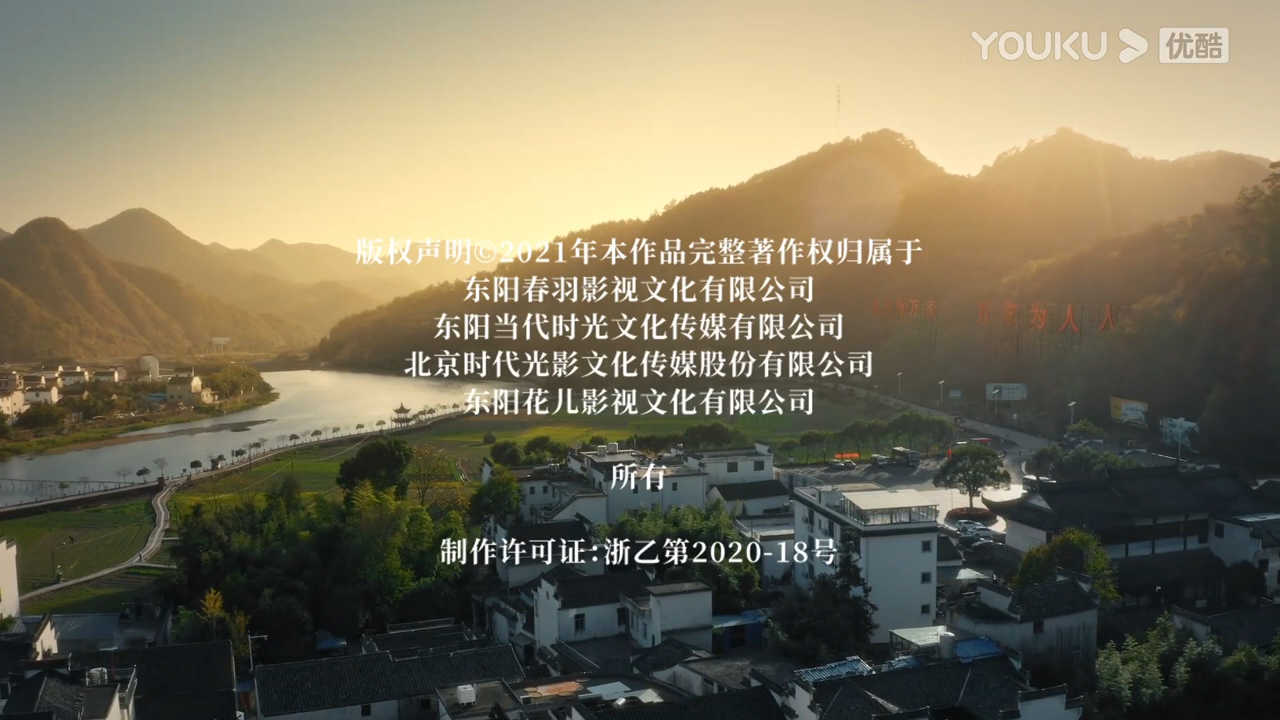 YOUKU 优酷
版权声明©2021年本作品完整著作权归属于
东阳春羽影视文化有限公司
东阳当代时光文化传媒有限公司
北京时代光影文化传媒股份有限公司
东阳花儿影视文化有限公司
所有
制作许可证:浙乙第2020-18号